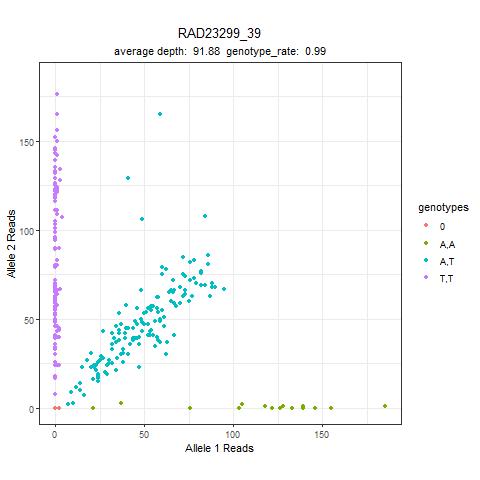 RAD23299_39
average depth: 91.88 genotype_rate: 0.99
Allele 2 Reads
150
100
50
0
0
50
100
150
Allele 1 Reads
genotypes
0
A,A
A,T
T,T